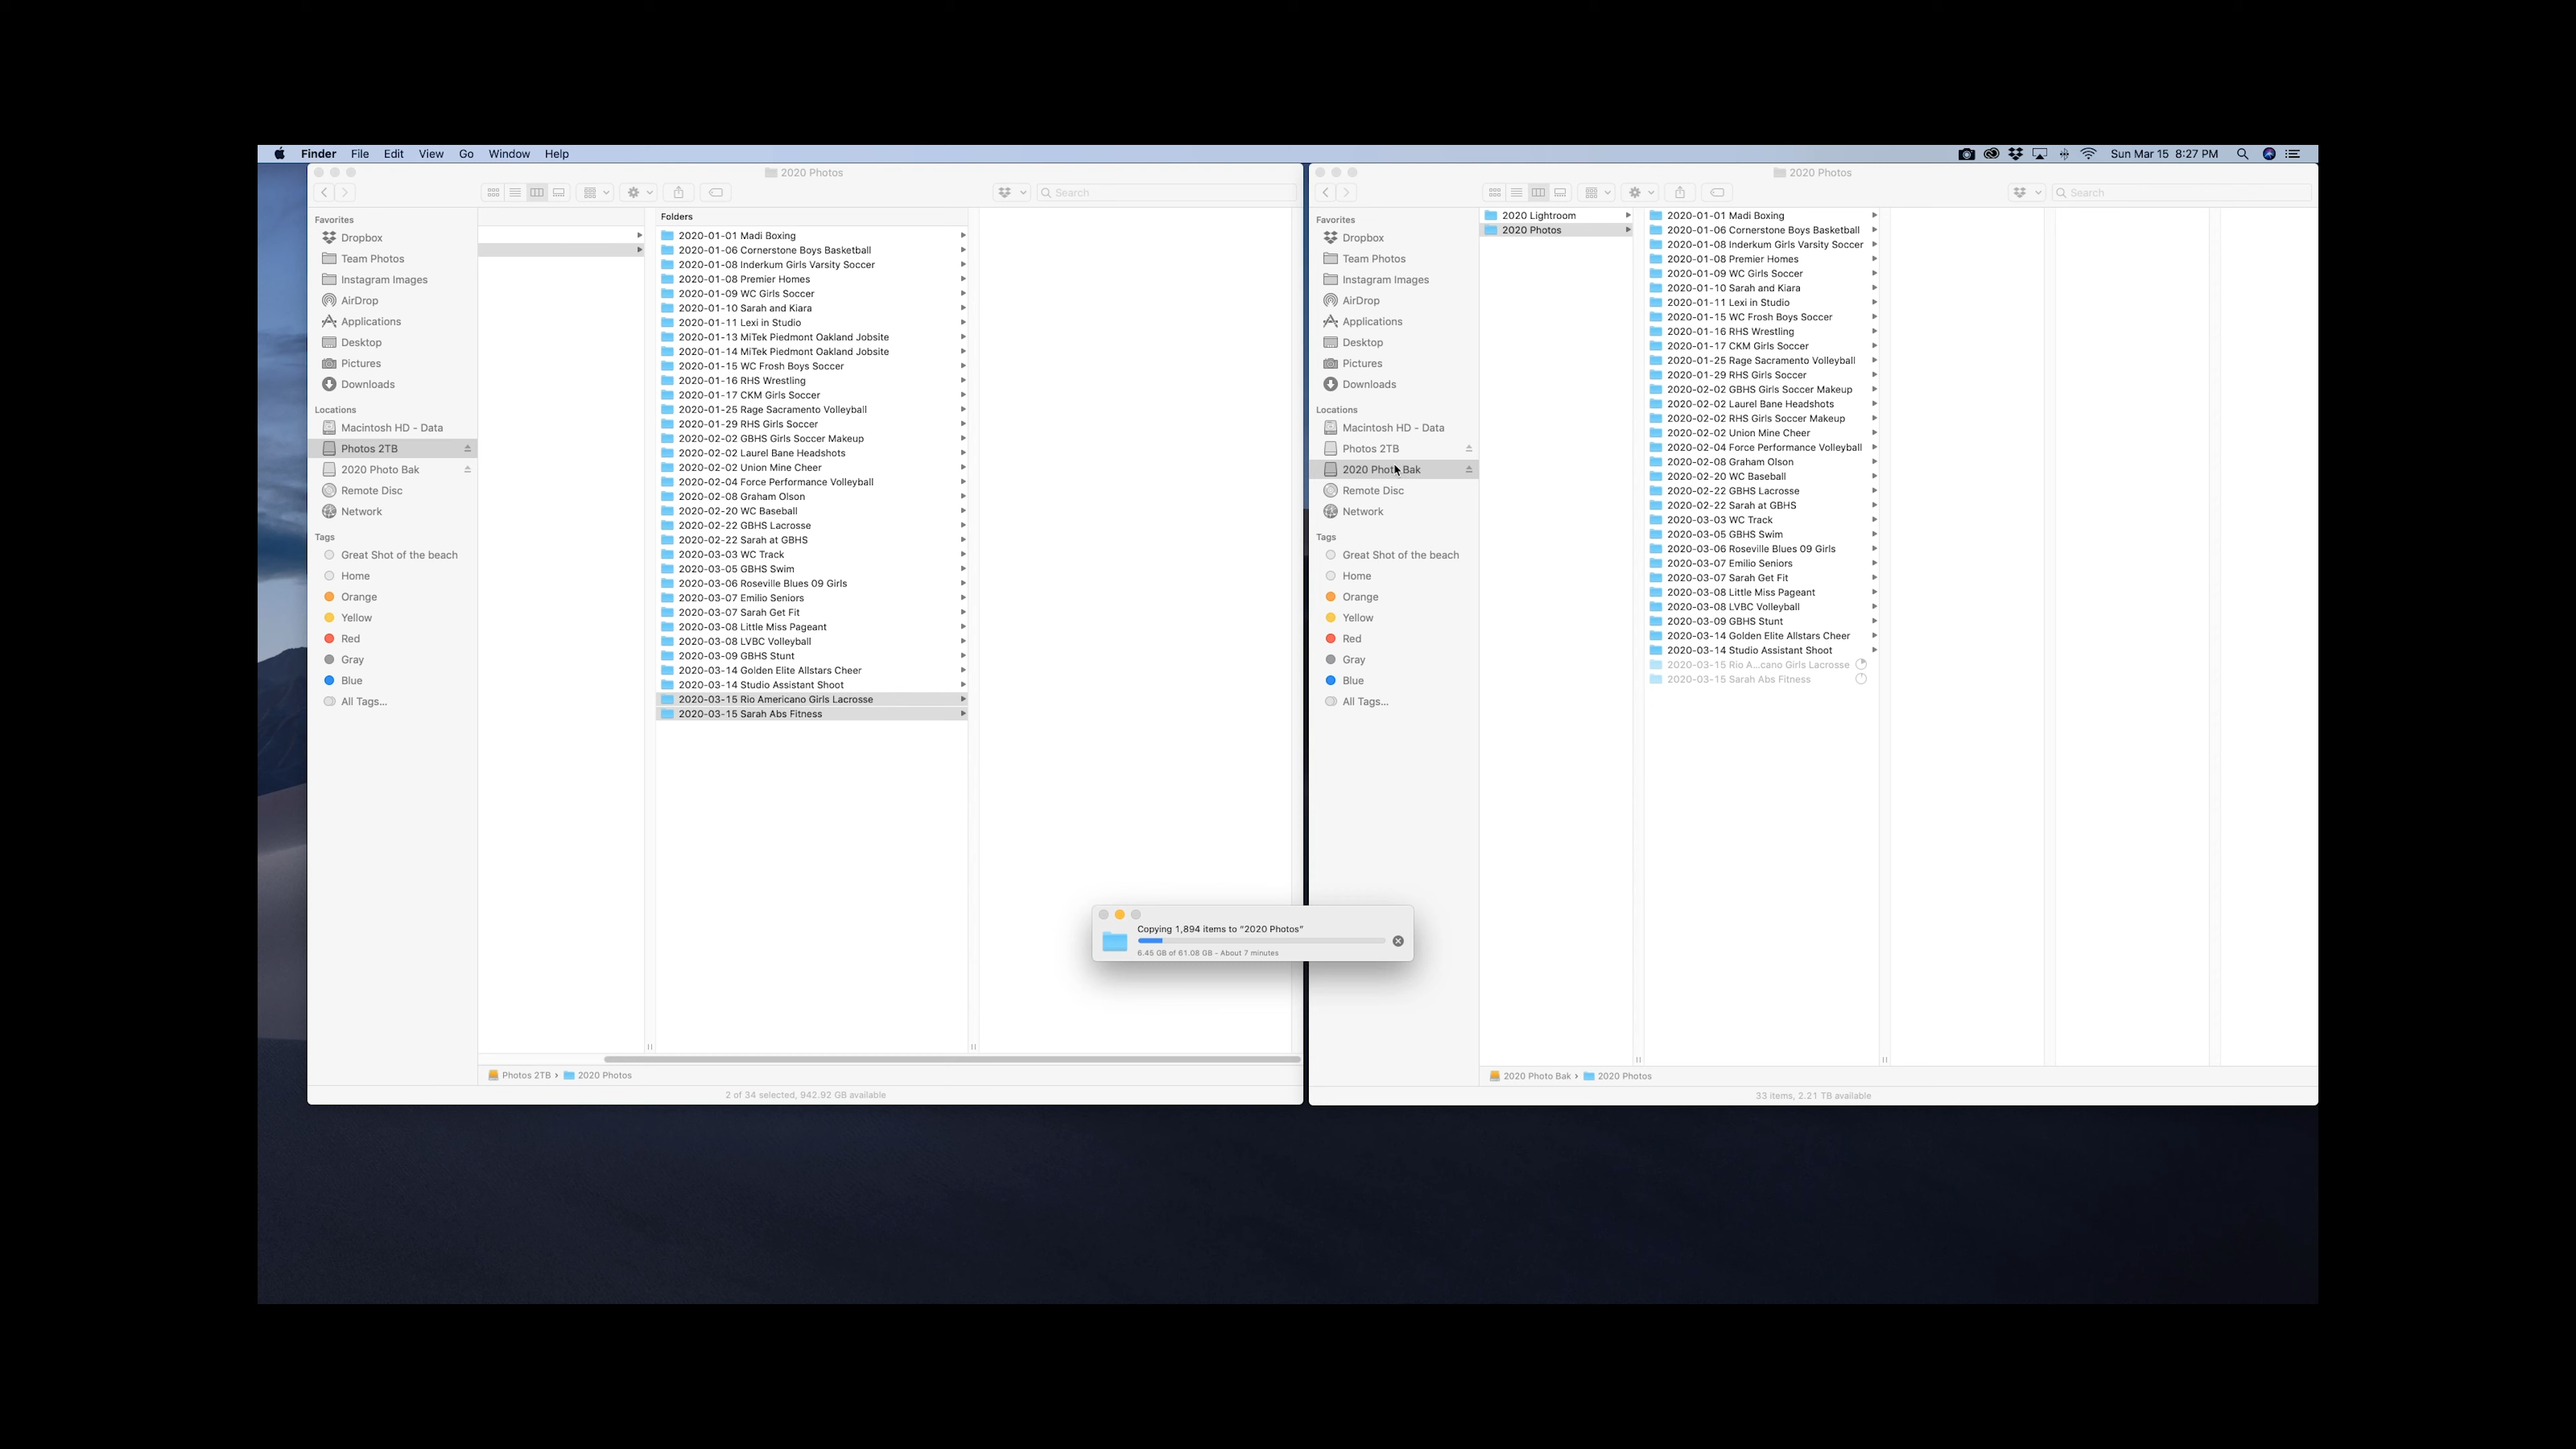 Finder File Edit View Go Window Help
Sun Mar 15 8:27 PM
2020 Photos
Search
Favorites
Dropbox
Team Photos
Instagram Images
AirDrop
Applications
Desktop
Pictures
Downloads
Locations
Macintosh HD - Data
Photos 2TB
2020 Photo Bak
Remote Disc
Network
Tags
Great Shot of the beach
Home
Orange
Yellow
Red
Gray
Blue
All Tags...
Folders
2020-01-01 Madi Boxing
2020-01-06 Cornerstone Boys Basketball
2020-01-08 Inderkum Girls Varsity Soccer
2020-01-08 Premier Homes
2020-01-09 WC Girls Soccer
2020-01-10 Sarah and Kiara
2020-01-11 Lexi in Studio
2020-01-13 MiTek Piedmont Oakland Jobsite
2020-01-14 MiTek Piedmont Oakland Jobsite
2020-01-15 WC Frosh Boys Soccer
2020-01-16 RHS Wrestling
2020-01-17 CKM Girls Soccer
2020-01-25 Rage Sacramento Volleyball
2020-01-29 RHS Girls Soccer
2020-02-02 GBHS Girls Soccer Makeup
2020-02-02 Laurel Bane Headshots
2020-02-02 Union Mine Cheer
2020-02-04 Force Performance Volleyball
2020-02-08 Graham Olson
2020-02-20 WC Baseball
2020-02-22 GBHS Lacrosse
2020-02-22 Sarah at GBHS
2020-03-03 WC Track
2020-03-05 GBHS Swim
2020-03-06 Roseville Blues 09 Girls
2020-03-07 Emilio Seniors
2020-03-07 Sarah Get Fit
2020-03-08 Little Miss Pageant
2020-03-08 LVBC Volleyball
2020-03-09 GBHS Stunt
2020-03-14 Golden Elite Allstars Cheer
2020-03-14 Studio Assistant Shoot
2020-03-15 Rio Americano Girls Lacrosse
2020-03-15 Sarah Abs Fitness
Photos 2TB › 2020 Photos
2 of 34 selected, 942.92 GB available
2020 Photos
Search
Favorites
Dropbox
Team Photos
Instagram Images
AirDrop
Applications
Desktop
Pictures
Downloads
Locations
Macintosh HD - Data
Photos 2TB
2020 Photo Bak
Remote Disc
Network
Tags
Great Shot of the beach
Home
Orange
Yellow
Red
Gray
Blue
All Tags...
2020 Lightroom
2020 Photos
2020-01-01 Madi Boxing
2020-01-06 Cornerstone Boys Basketball
2020-01-08 Inderkum Girls Varsity Soccer
2020-01-08 Premier Homes
2020-01-09 WC Girls Soccer
2020-01-10 Sarah and Kiara
2020-01-11 Lexi in Studio
2020-01-15 WC Frosh Boys Soccer
2020-01-16 RHS Wrestling
2020-01-17 CKM Girls Soccer
2020-01-25 Rage Sacramento Volleyball
2020-01-29 RHS Girls Soccer
2020-02-02 GBHS Girls Soccer Makeup
2020-02-02 Laurel Bane Headshots
2020-02-02 RHS Girls Soccer Makeup
2020-02-02 Union Mine Cheer
2020-02-04 Force Performance Volleyball
2020-02-08 Graham Olson
2020-02-20 WC Baseball
2020-02-22 GBHS Lacrosse
2020-02-22 Sarah at GBHS
2020-03-03 WC Track
2020-03-05 GBHS Swim
2020-03-06 Roseville Blues 09 Girls
2020-03-07 Emilio Seniors
2020-03-07 Sarah Get Fit
2020-03-08 Little Miss Pageant
2020-03-08 LVBC Volleyball
2020-03-09 GBHS Stunt
2020-03-14 Golden Elite Allstars Cheer
2020-03-14 Studio Assistant Shoot
2020-03-15 Rio A...cano Girls Lacrosse
2020-03-15 Sarah Abs Fitness
2020 Photo Bak › 2020 Photos
33 items, 2.21 TB available
Copying 1,894 items to “2020 Photos”
6.45 GB of 61.08 GB - About 7 minutes